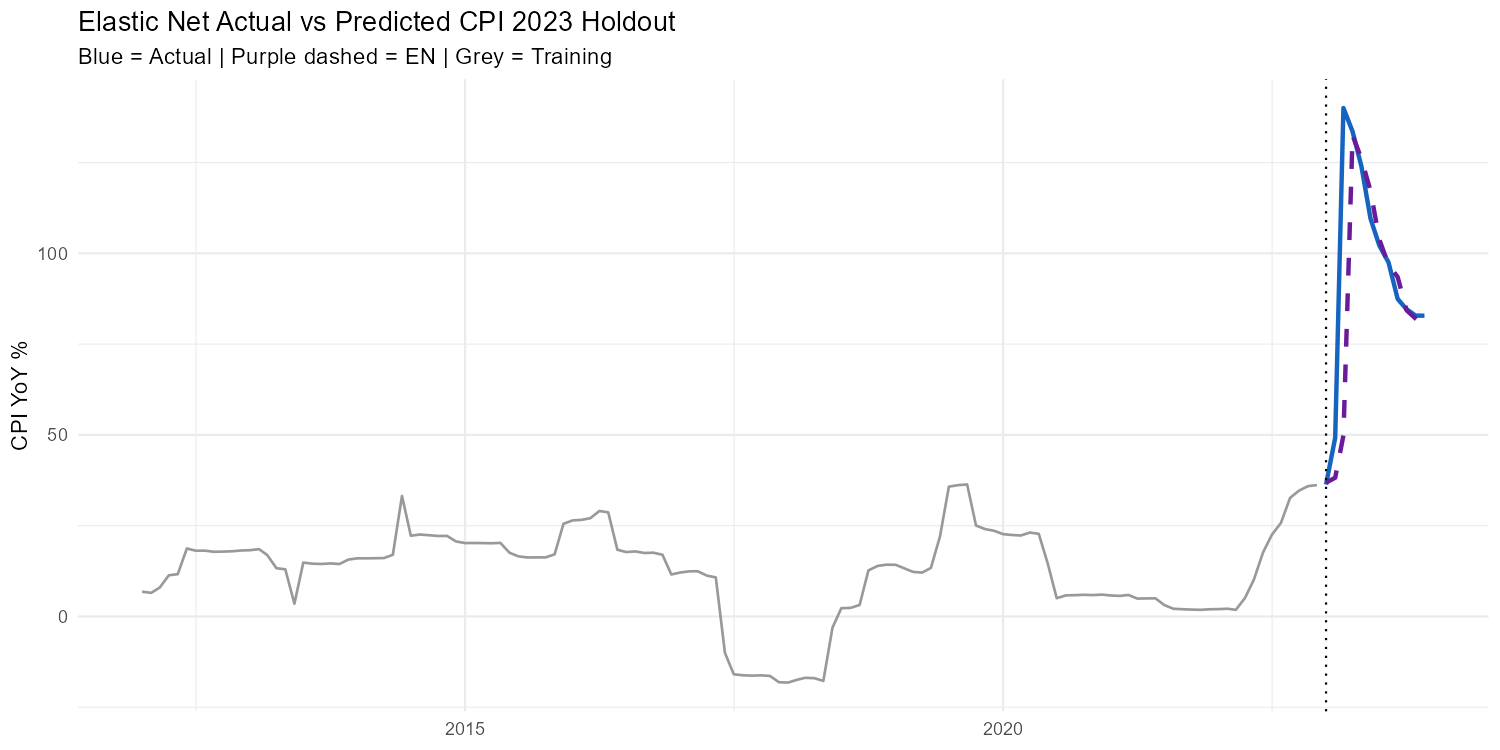 Elastic Net Actual vs Predicted CPI 2023 Holdout
Blue = Actual | Purple dashed = EN | Grey = Training
CPI YoY %
100
50
0
2015
2020